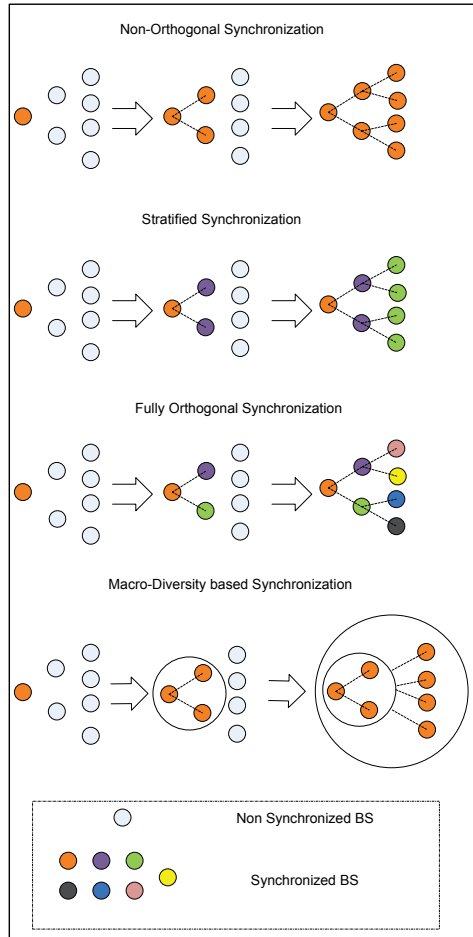 Non-Orthogonal Synchronization
Stratified Synchronization
Fully Orthogonal Synchronization
Macro-Diversity based Synchronization
Non Synchronized BS
Synchronized BS